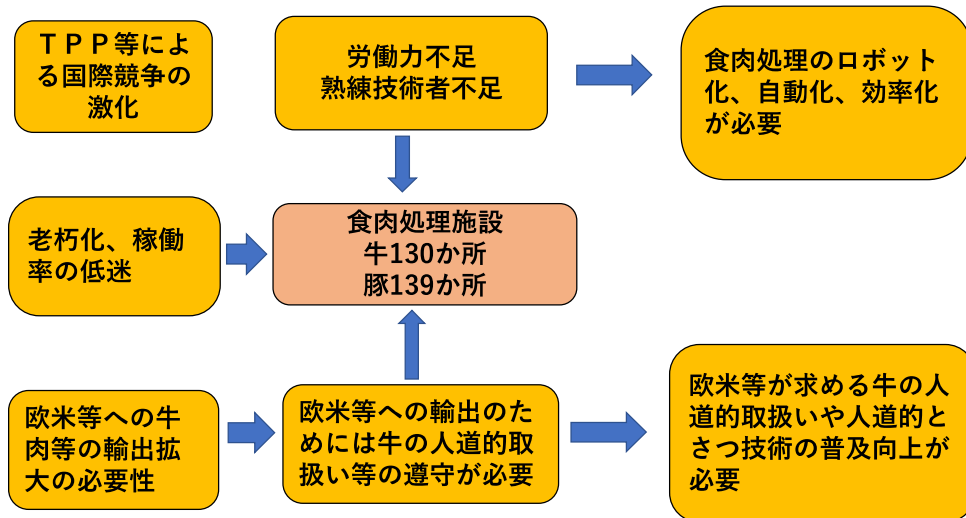 ＴＰＰ等によ
る国際競争の
激化
労働力不足
熟練技術者不足
食肉処理のロボット
化、自動化、効率化
が必要
老朽化、稼働
率の低迷
食肉処理施設
牛130か所
豚139か所
欧米等への牛
肉等の輸出拡
大の必要性
欧米等への輸出のた
めには牛の人道的取
扱い等の遵守が必要
欧米等が求める牛の人
道的取扱いや人道的と
さつ技術の普及向上が
必要